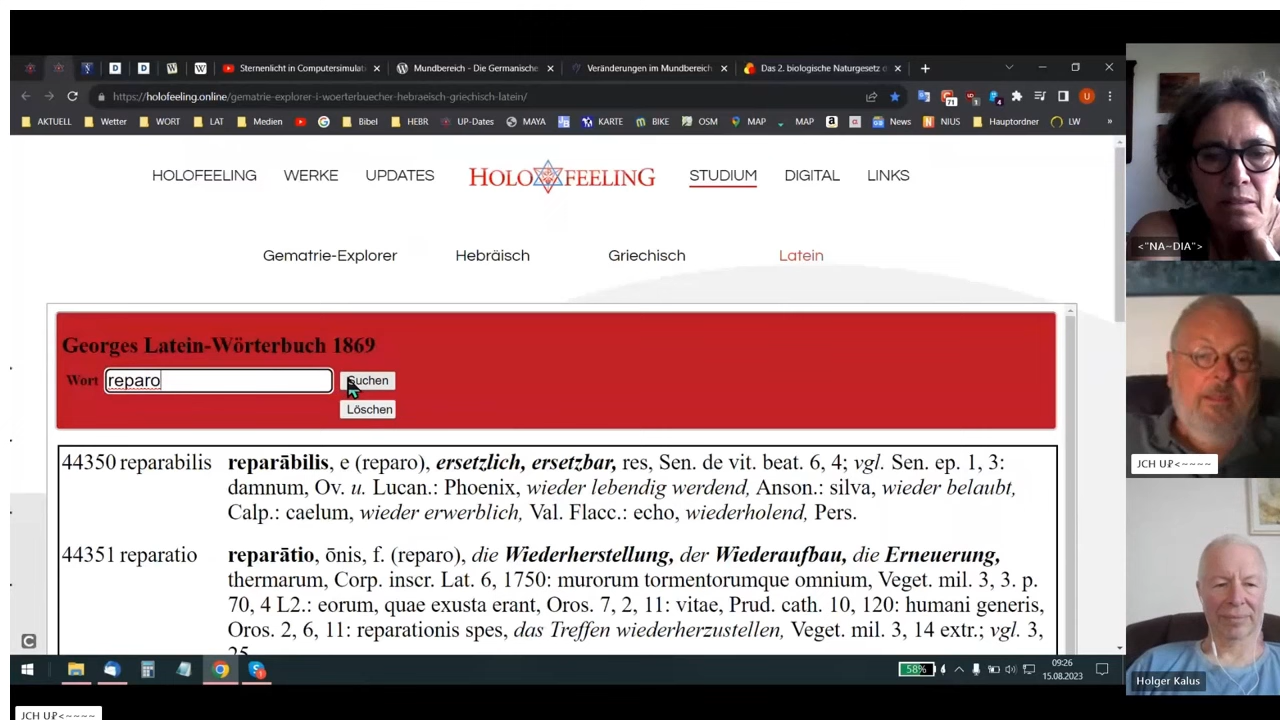 Sternenlicht in Computersimulat
Mundbereich - Die Germanische
Veränderungen im Mundbereich
Das 2. biologische Naturgesetz d
https://holofeeling.online/gematrie-explorer-i-woerterbuecher-hebraeisch-griechisch-latein/
71
1
4
U
AKTUELL
Wetter
WORT
LAT
Medien
Bibel
HEBR
UP-Dates
MAYA
KARTE
BIKE
OSM
MAP
MAP
News
NIUS
Hauptordner
LW
»
HOLOFEELING
WERKE
UPDATES
HOLOFEELING
STUDIUM
DIGITAL
LINKS
Gematrie-Explorer
Hebräisch
Griechisch
Latein
Georges Latein-Wörterbuch 1869
Wort reparo Suchen
Löschen
44350 reparabilis reparābilis, e (reparo), ersetzlich, ersetzbar, res, Sen. de vit. beat. 6, 4; vgl. Sen. ep. 1, 3:
damnum, Ov. u. Lucan.: Phoenix, wieder lebendig werdend, Anson.: silva, wieder belaubt,
Calp.: caelum, wieder erwerblich, Val. Flacc.: echo, wiederholend, Pers.
44351 reparatio reparātio, ōnis, f. (reparo), die Wiederherstellung, der Wiederaufbau, die Erneuerung,
thermarum, Corp. inscr. Lat. 6, 1750: murorum tormentorumque omnium, Veget. mil. 3, 3. p.
70, 4 L2.: eorum, quae exusta erant, Oros. 7, 2, 11: vitae, Prud. cath. 10, 120: humani generis,
Oros. 2, 6, 11: reparationis spes, das Treffen wiederherzustellen, Veget. mil. 3, 14 extr.; vgl. 3,
25
58%
09:26
15.08.2023
<"NA~DIA">
JCH UP<~~~~
Holger Kalus
JCH UP<~~~~